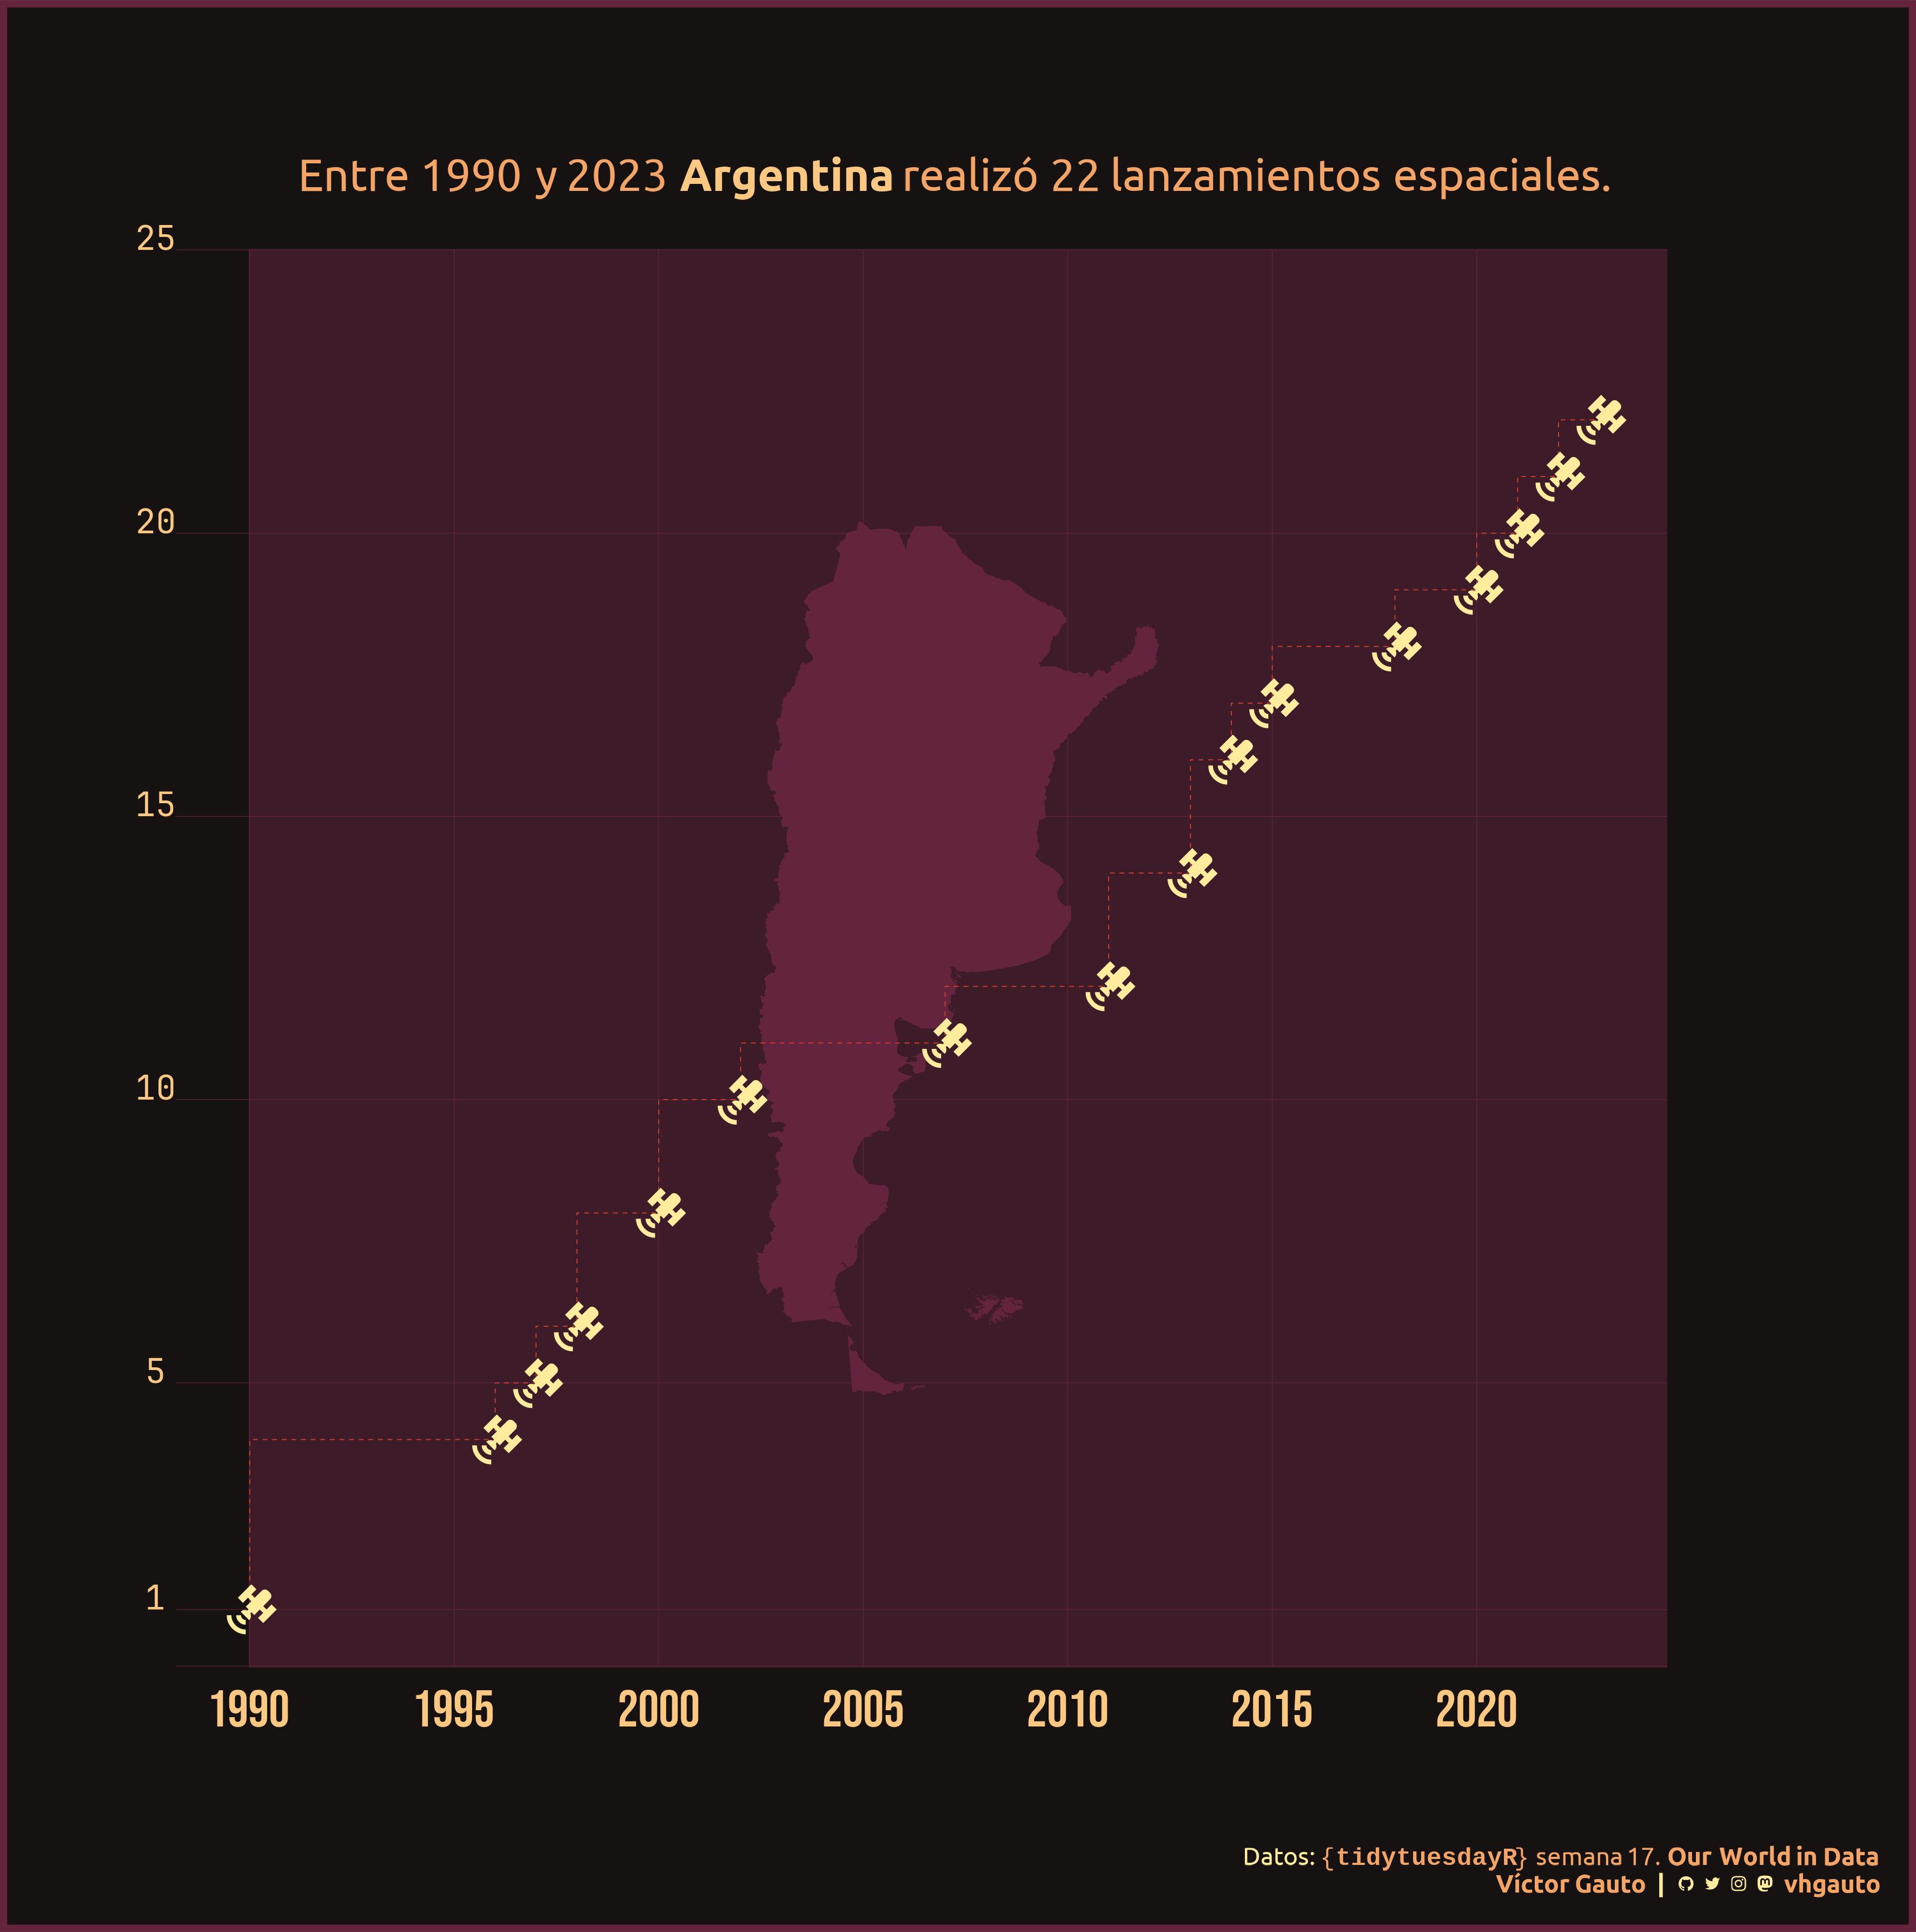 Entre 1990 y 2023 Argentina realizó 22 lanzamientos espaciales.
25
20
15
10
5
1
1990 1995 2000 2005 2010 2015 2020
Datos: {tidytuesdayR} semana 17. Our World in Data
Víctor Gauto | vhgauto